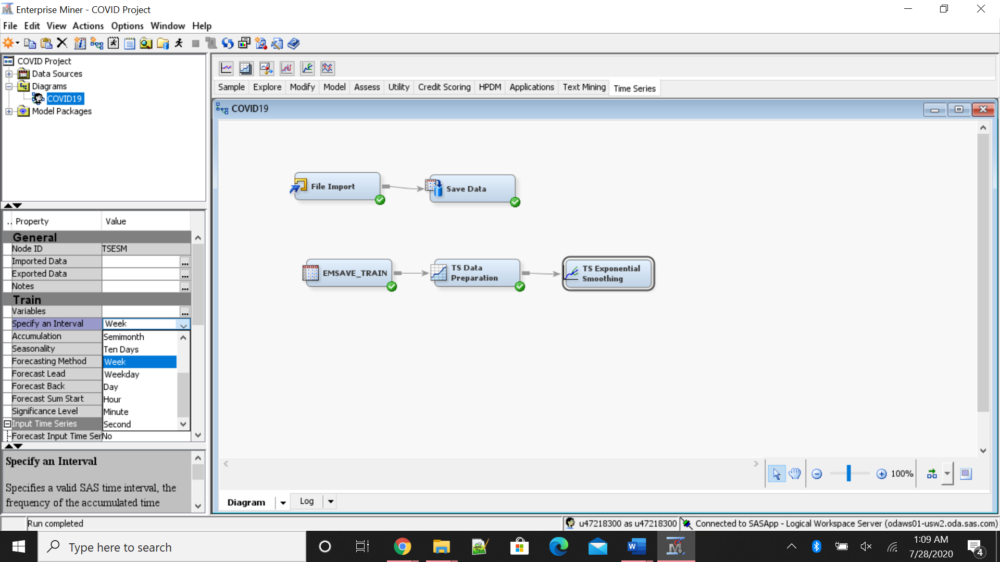 Enterprise Miner - COVID Project
File Edit View Actions Options Window Help
COVID Project
Data Sources
Diagrams
COVID19
Model Packages
.. Property Value
General
Node ID TSESM
Imported Data ...
Exported Data ...
Notes ...
Train
Variables ...
Specify an Interval Week
Accumulation
Seasonality
Forecasting Method
Forecast Lead
Forecast Back
Forecast Sum Start
Significance Level
Input Time Series
Forecast Input Time Ser No
Semimonth
Ten Days
Week
Weekday
Day
Hour
Minute
Second
Specify an Interval
Specifies a valid SAS time interval, the
frequency of the accumulated time
Sample Explore Modify Model Assess Utility Credit Scoring HPDM Applications Text Mining Time Series
COVID19
File Import
Save Data
EMSAVE_TRAIN
TS Data
Preparation
TS Exponential
Smoothing
100%
Diagram Log
Run completed
u47218300 as u47218300 Connected to SASApp - Logical Workspace Server (odaws01-usw2.oda.sas.com)
Type here to search
1:09 AM
7/28/2020
4